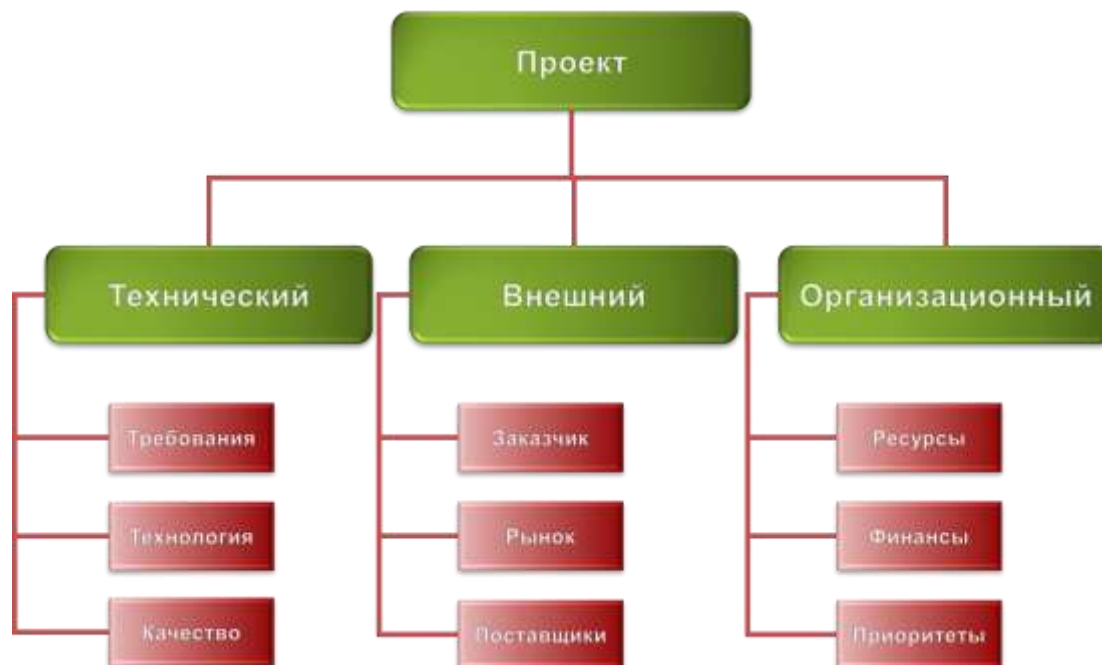 Проект
Технический
Внешний
Организационный
Требования
Заказчик
Ресурсы
Технология
Рынок
Финансы
Качество
Поставщики
Приоритеты